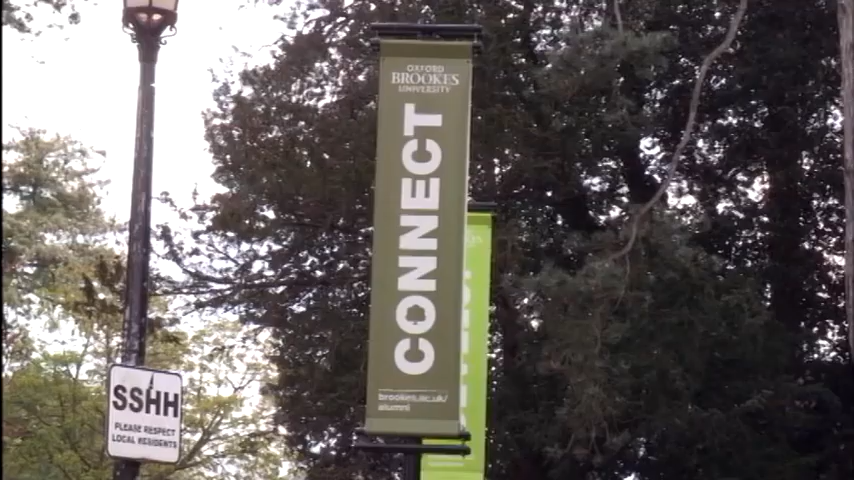 OXFORD
BROOKES
UNIVERSITY
CONNECT
brookes.ac.uk/
alumni
SSHH
PLEASE RESPECT
LOCAL RESIDENTS